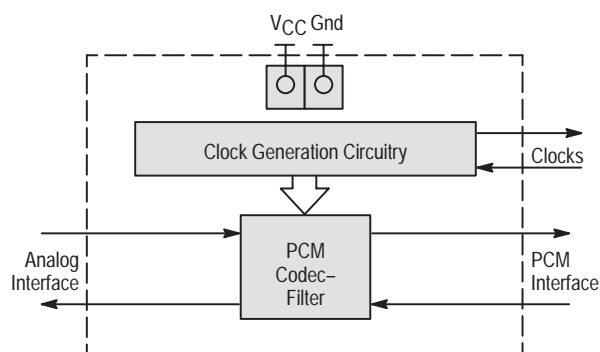 VCC Gnd
Clock Generation Circuitry
Clocks
Analog
Interface
PCM
Codec–
Filter
PCM
Interface